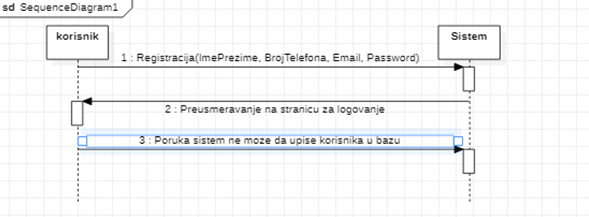 sd SequenceDiagram1
korisnik
Sistem
1 : Registracija(ImePrezime, BrojTelefona, Email, Password)
2 : Preusmeravanje na stranicu za logovanje
3 : Poruka sistem ne moze da upise korisnika u bazu